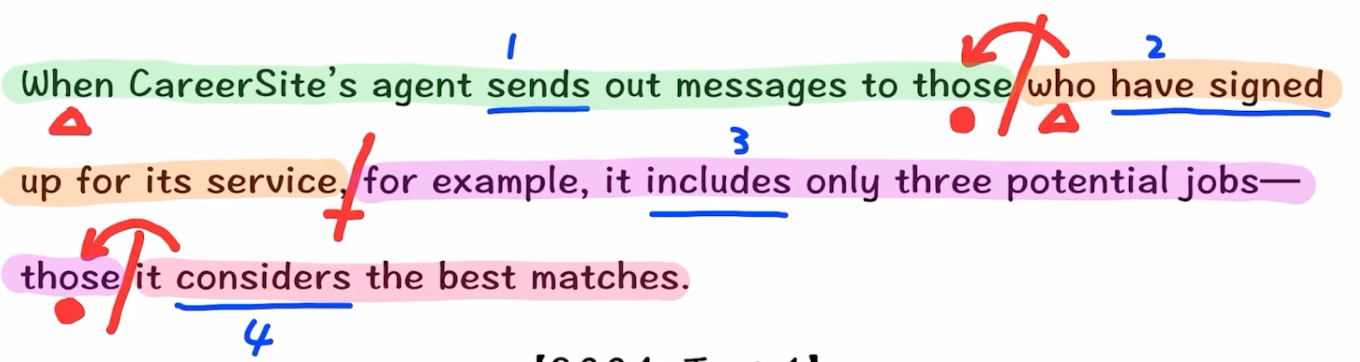 1 2
When CareerSite's agent sends out messages to those who have signed
3
up for its service, for example, it includes only three potential jobs—
those it considers the best matches.
4